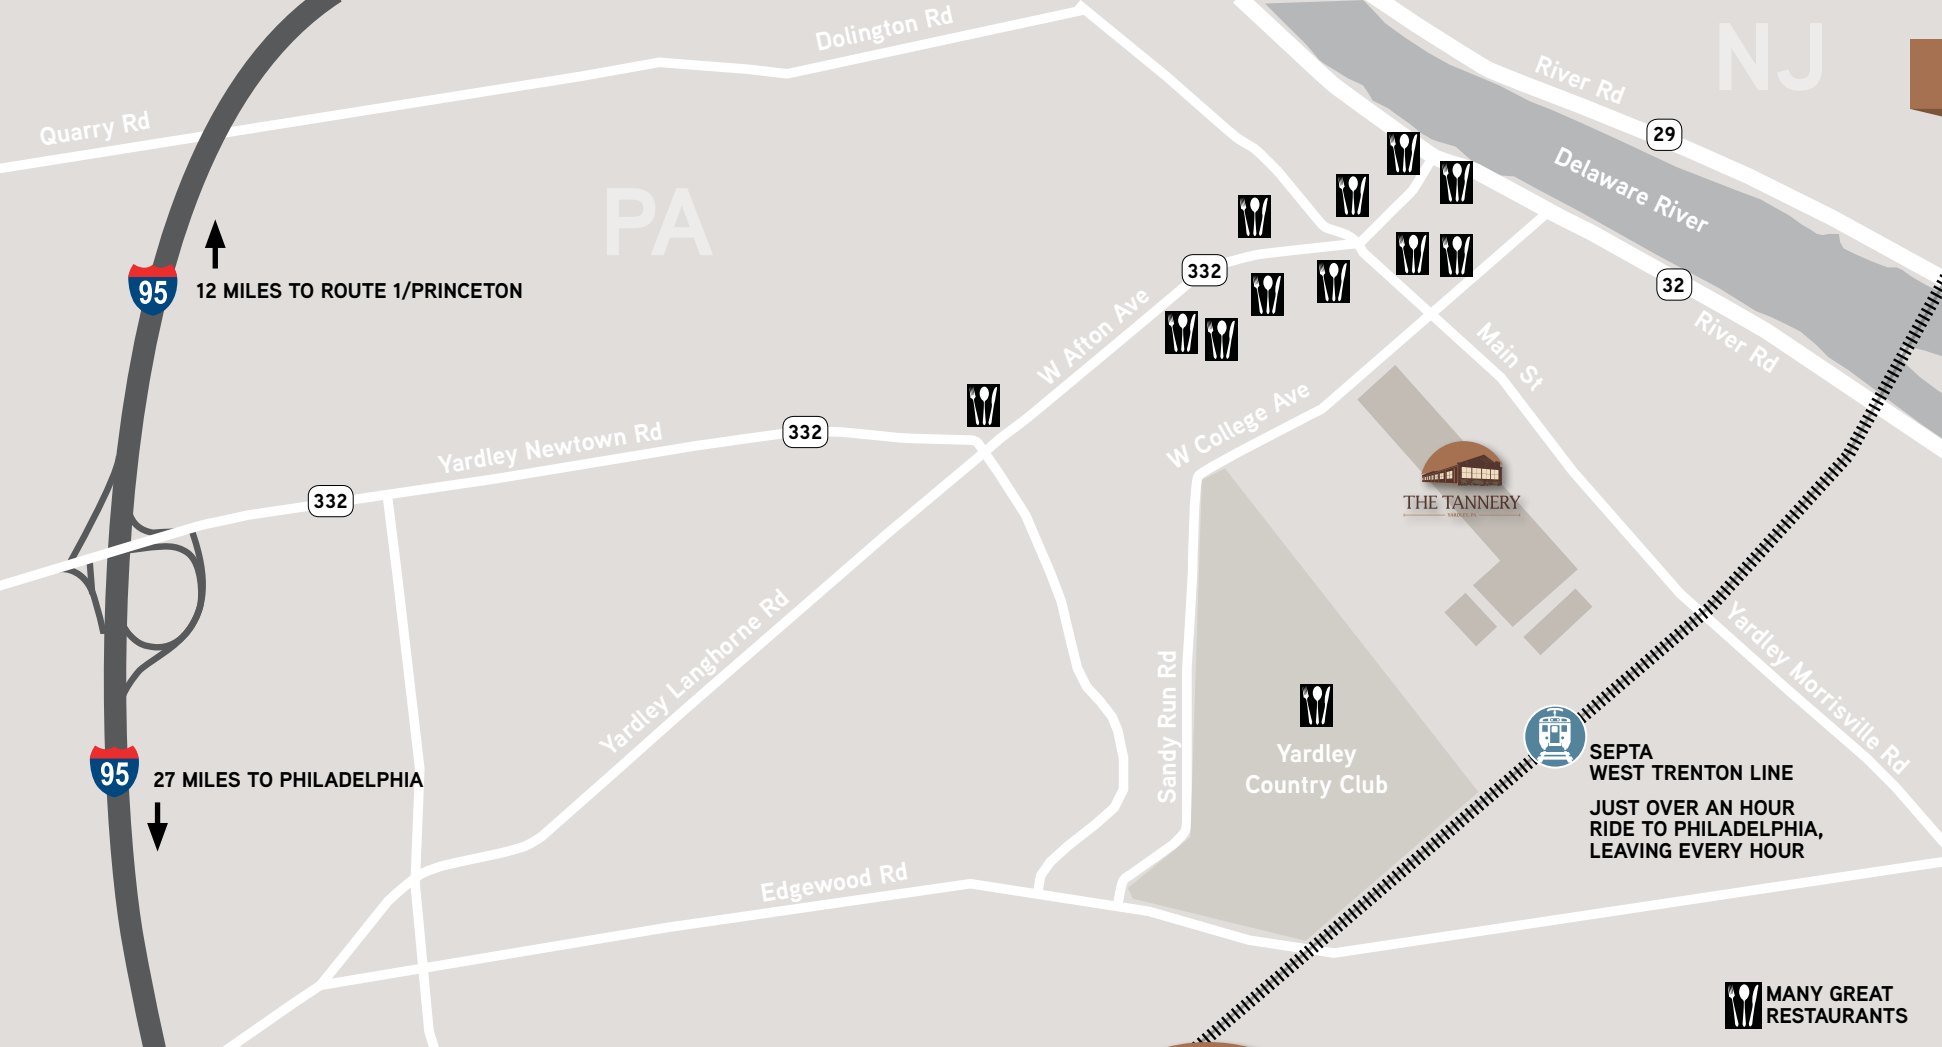 Dolington Rd
NJ
River Rd
Quarry Rd
29
Delaware River
PA
332
95
12 MILES TO ROUTE 1/PRINCETON
32
W Afton Ave
Main St
River Rd
332
Yardley Newtown Rd
W College Ave
332
THE TANNERY
YARDLEY, PA
Yardley Langhorne Rd
Yardley Morrisville Rd
Sandy Run Rd
Yardley
Country Club
SEPTA
WEST TRENTON LINE
95
27 MILES TO PHILADELPHIA
JUST OVER AN HOUR
RIDE TO PHILADELPHIA,
LEAVING EVERY HOUR
Edgewood Rd
MANY GREAT
RESTAURANTS